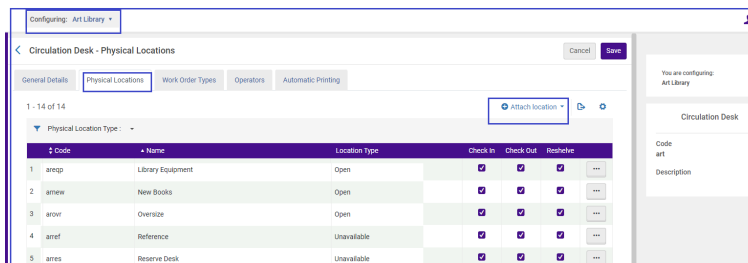 Configuring: Art Library
Circulation Desk - Physical Locations
Cancel Save
General Details Physical Locations Work Order Types Operators Automatic Printing
1 - 14 of 14
Attach location
Physical Location Type :
Code Name Location Type Check In Check Out Reshelve
1 areqp Library Equipment Open
2 arnew New Books Open
3 arovr Oversize Open
4 arref Reference Unavailable
5 arres Reserve Desk Unavailable
You are configuring:
Art Library
Circulation Desk
Code
art
Description